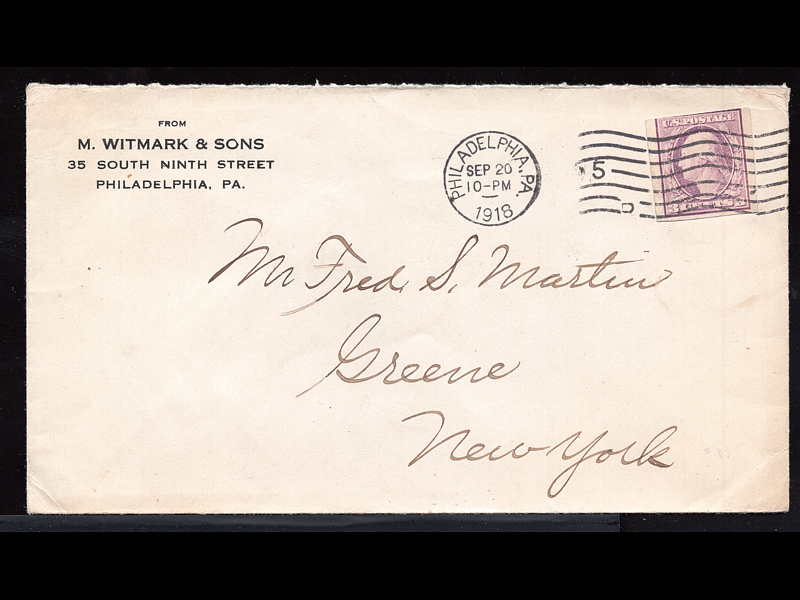 FROM
M. WITMARK & SONS
35 SOUTH NINTH STREET
PHILADELPHIA, PA.
PHILADELPHIA, PA.
SEP 20
10-PM
1918
5
U.S. POSTAGE
Mr Fred. S. Martin
Greene
New York